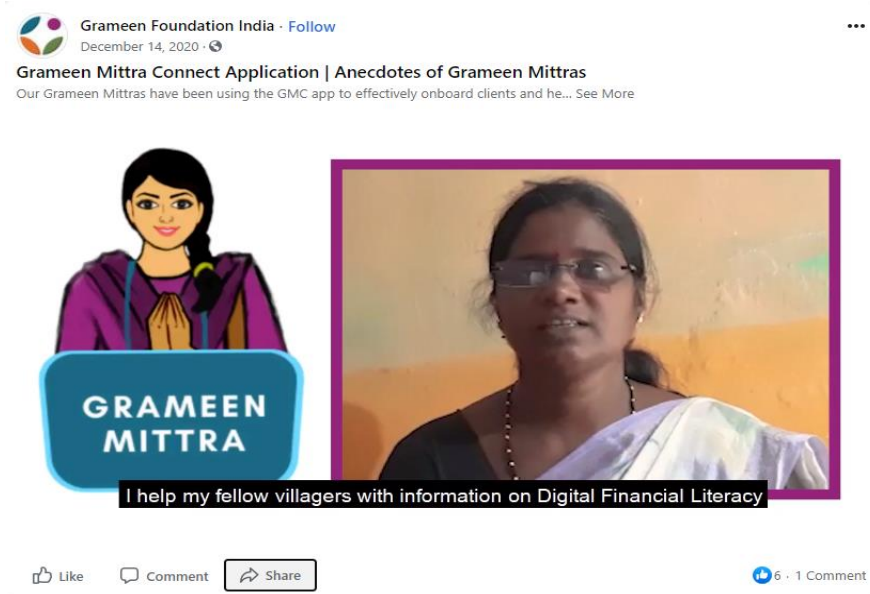 Grameen Foundation India · Follow
December 14, 2020 ·
Grameen Mittra Connect Application | Anecdotes of Grameen Mittras
Our Grameen Mittras have been using the GMC app to effectively onboard clients and he... See More
GRAMEEN
MITTRA
I help my fellow villagers with information on Digital Financial Literacy
Like
Comment
Share
6 · 1 Comment